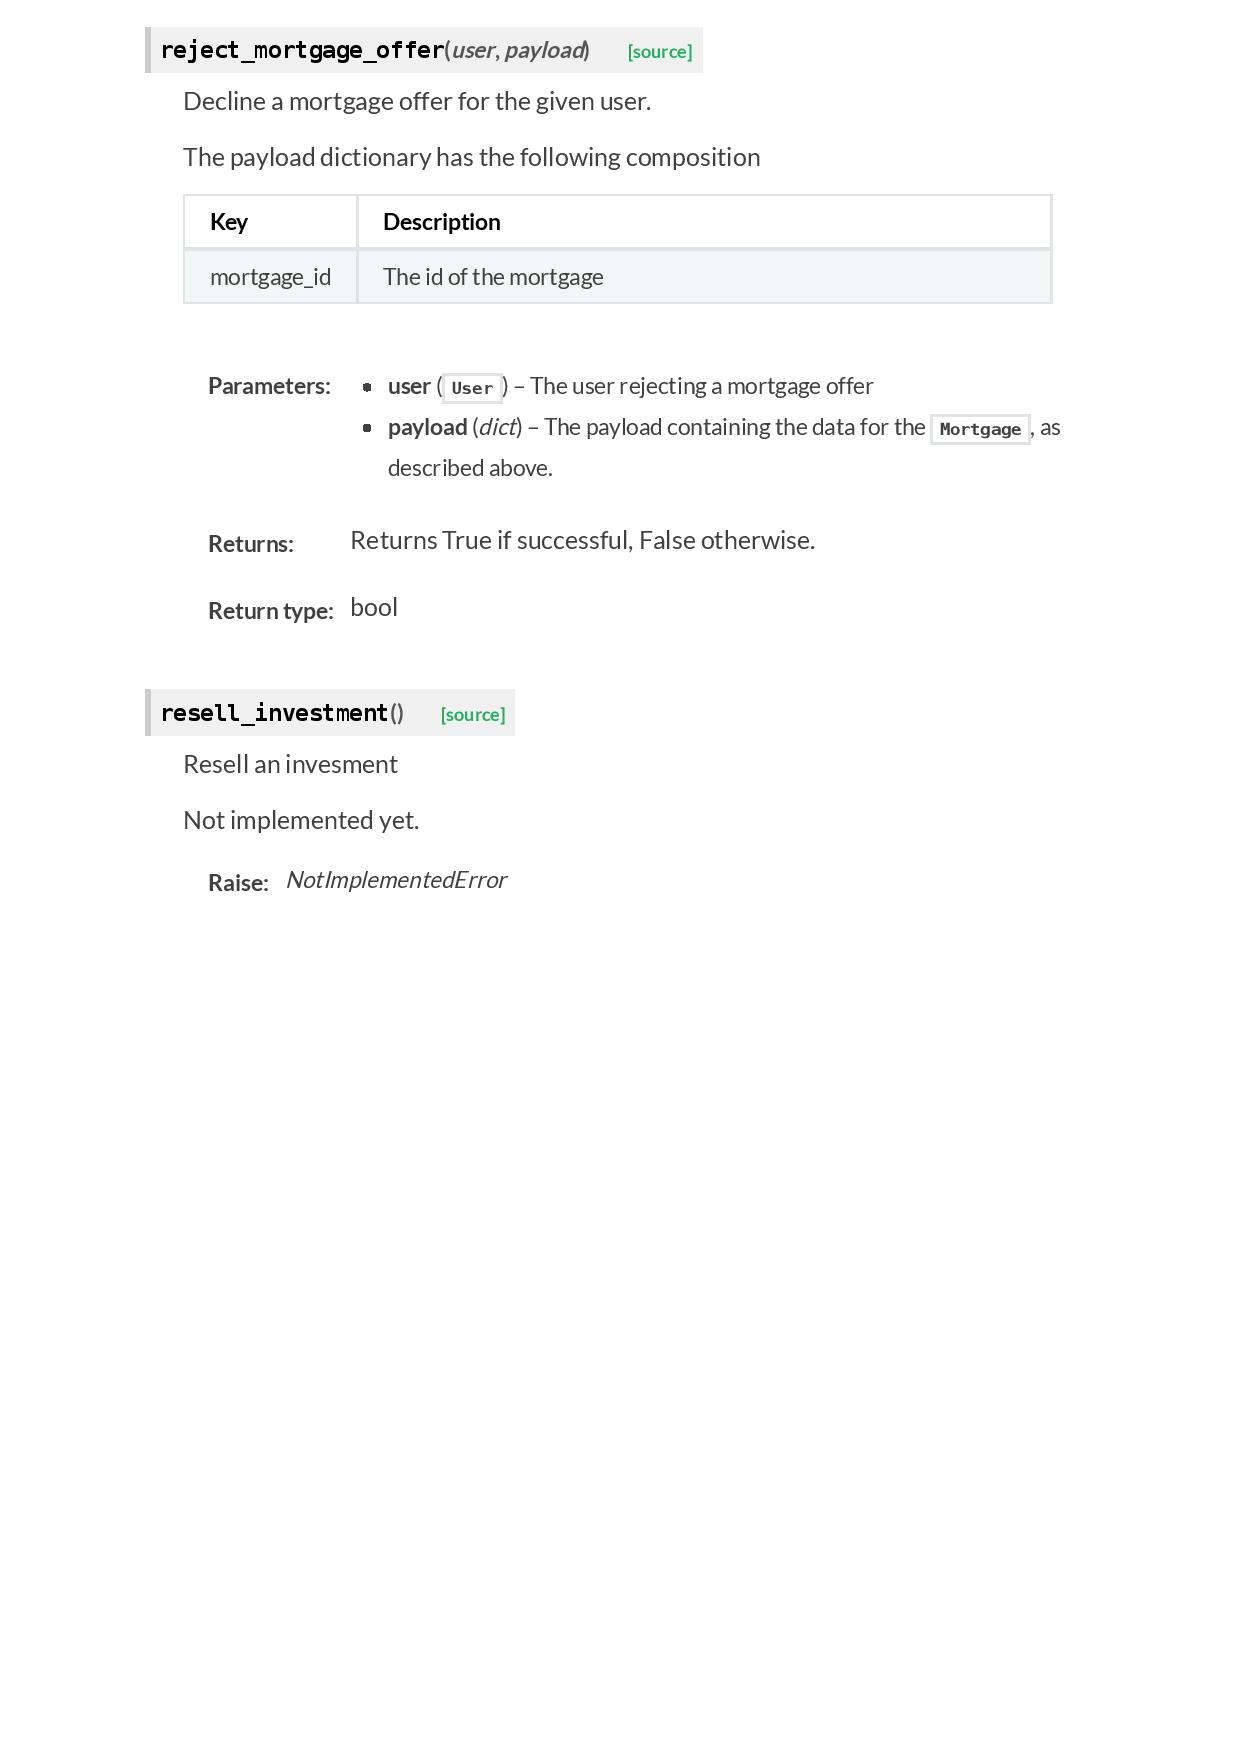 reject_mortgage_offer(user, payload) [source]
Decline a mortgage offer for the given user.
The payload dictionary has the following composition
Key Description
mortgage_id The id of the mortgage
Parameters: • user ( User ) – The user rejecting a mortgage offer
• payload (dict) – The payload containing the data for the Mortgage , as
described above.
Returns: Returns True if successful, False otherwise.
Return type: bool
resell_investment() [source]
Resell an invesment
Not implemented yet.
Raise: NotImplementedError